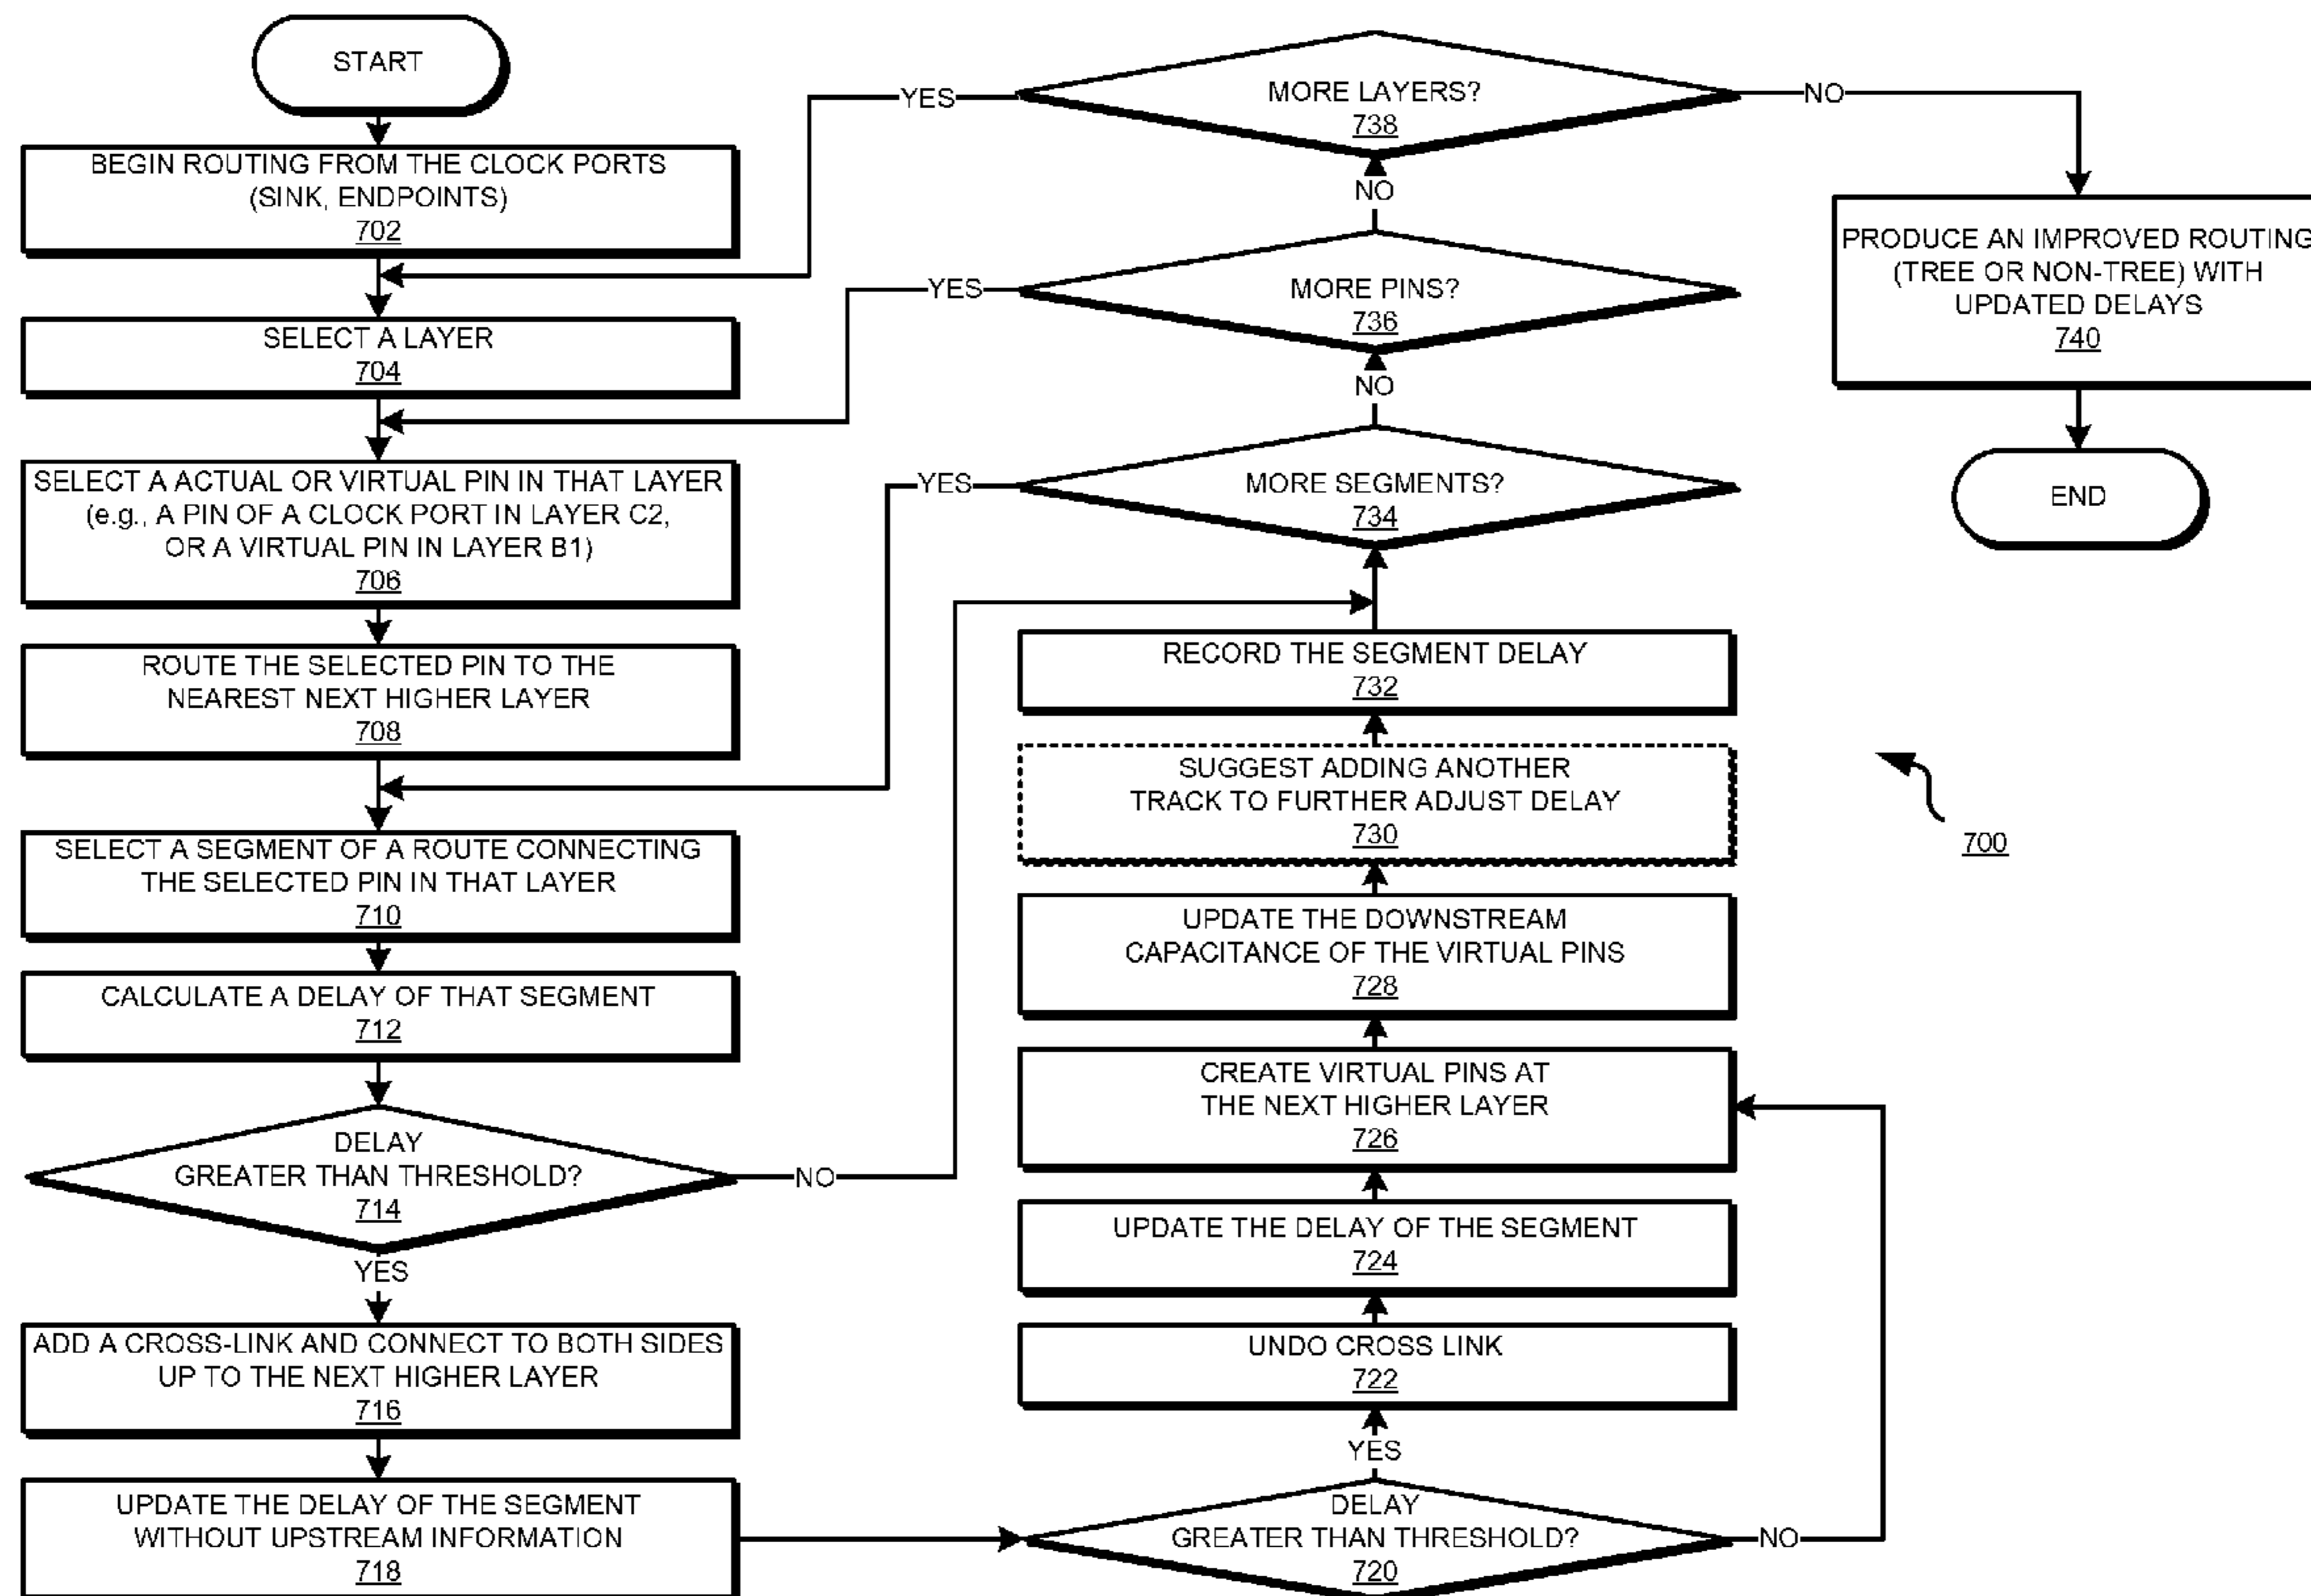 START
BEGIN ROUTING FROM THE CLOCK PORTS
(SINK, ENDPOINTS)
702
SELECT A LAYER
704
SELECT A ACTUAL OR VIRTUAL PIN IN THAT LAYER
(e.g., A PIN OF A CLOCK PORT IN LAYER C2,
OR A VIRTUAL PIN IN LAYER B1)
706
ROUTE THE SELECTED PIN TO THE
NEAREST NEXT HIGHER LAYER
708
SELECT A SEGMENT OF A ROUTE CONNECTING
THE SELECTED PIN IN THAT LAYER
710
CALCULATE A DELAY OF THAT SEGMENT
712
DELAY
GREATER THAN THRESHOLD?
714
NO
YES
ADD A CROSS-LINK AND CONNECT TO BOTH SIDES
UP TO THE NEXT HIGHER LAYER
716
UPDATE THE DELAY OF THE SEGMENT
WITHOUT UPSTREAM INFORMATION
718
DELAY
GREATER THAN THRESHOLD?
720
NO
YES
UNDO CROSS LINK
722
UPDATE THE DELAY OF THE SEGMENT
724
CREATE VIRTUAL PINS AT
THE NEXT HIGHER LAYER
726
UPDATE THE DOWNSTREAM
CAPACITANCE OF THE VIRTUAL PINS
728
SUGGEST ADDING ANOTHER
TRACK TO FURTHER ADJUST DELAY
730
RECORD THE SEGMENT DELAY
732
MORE SEGMENTS?
734
YES
NO
MORE PINS?
736
YES
NO
MORE LAYERS?
738
YES
NO
PRODUCE AN IMPROVED ROUTING
(TREE OR NON-TREE) WITH
UPDATED DELAYS
740
END
700